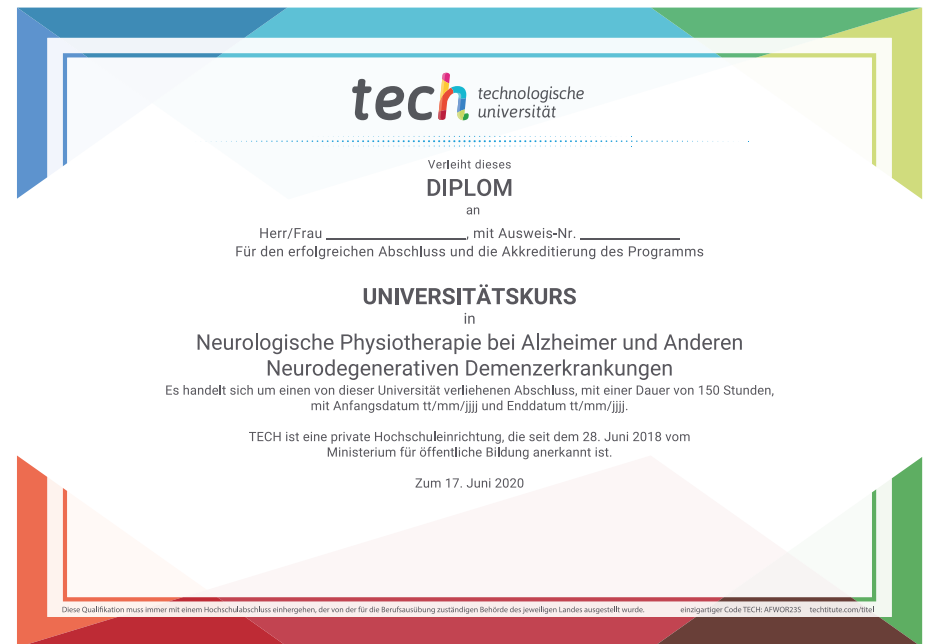 tech technologische
universität
Verleiht dieses
DIPLOM
an
Herr/Frau ____________, mit Ausweis-Nr. ____________
Für den erfolgreichen Abschluss und die Akkreditierung des Programms
UNIVERSITÄTSKURS
in
Neurologische Physiotherapie bei Alzheimer und Anderen
Neurodegenerativen Demenzerkrankungen
Es handelt sich um einen von dieser Universität verliehenen Abschluss, mit einer Dauer von 150 Stunden,
mit Anfangsdatum tt/mm/jjjj und Enddatum tt/mm/jjjj.
TECH ist eine private Hochschuleinrichtung, die seit dem 28. Juni 2018 vom
Ministerium für öffentliche Bildung anerkannt ist.
Zum 17. Juni 2020
Diese Qualifikation muss immer mit einem Hochschulabschluss einhergehen, der von der für die Berufsausübung zuständigen Behörde des jeweiligen Landes ausgestellt wurde. einzigartiger Code TECH: AFWOR23S techtitute.com/titel